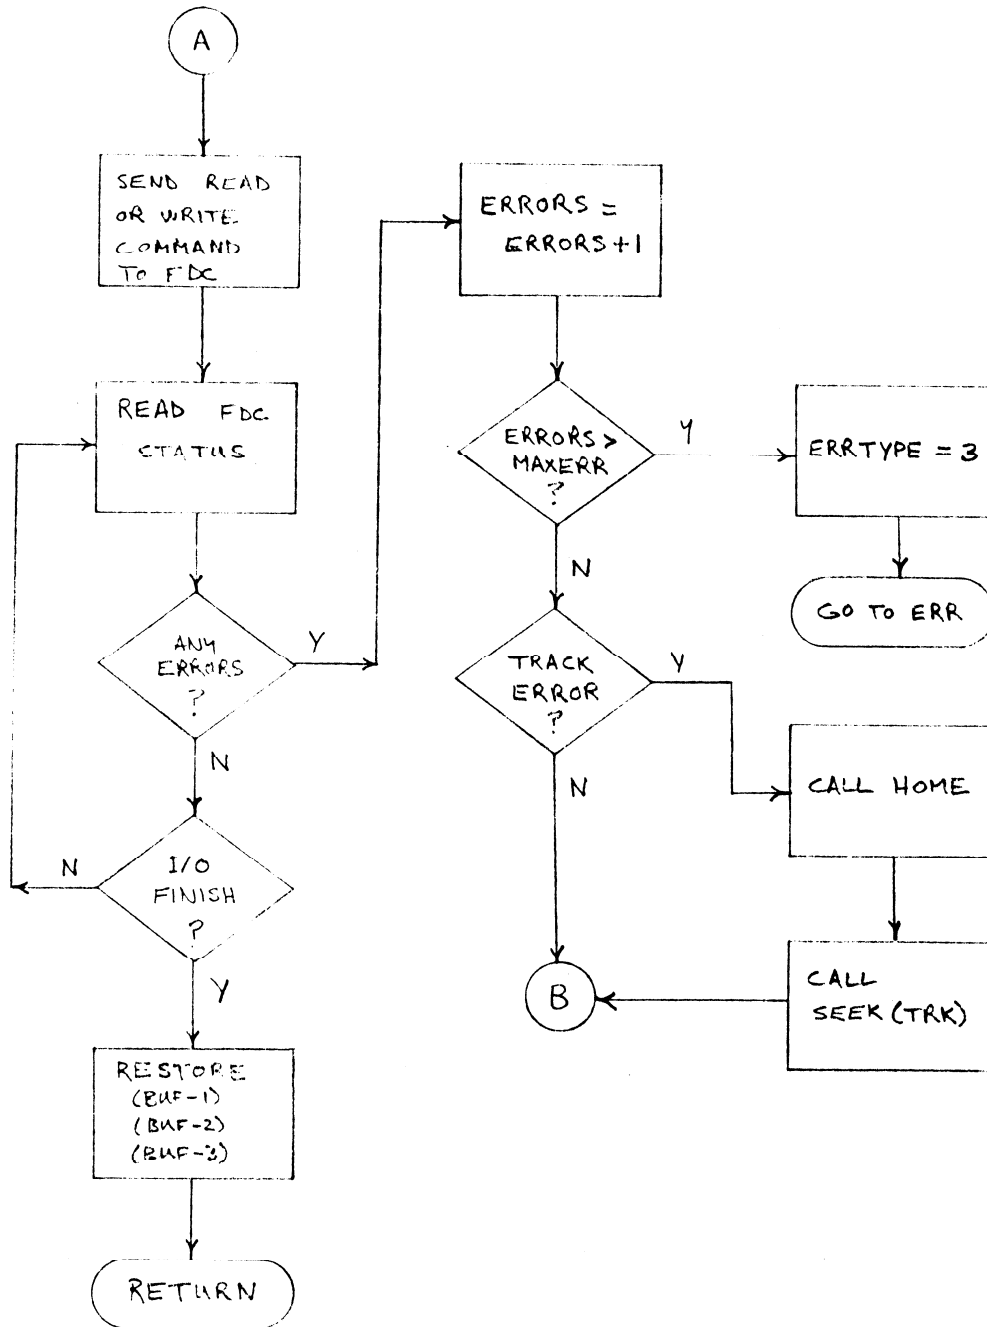 A
SEND READ
OR WRITE
COMMAND
TO FDC
READ FDC
STATUS
ANY
ERRORS
?
Y
N
I/O
FINISH
?
N
Y
RESTORE
(BUF-1)
(BUF-2)
(BUF-3)
RETURN
ERRORS =
ERRORS+1
ERRORS >
MAXERR
?
Y
N
ERRTYPE = 3
GO TO ERR
TRACK
ERROR
?
Y
N
CALL HOME
CALL
SEEK (TRK)
B